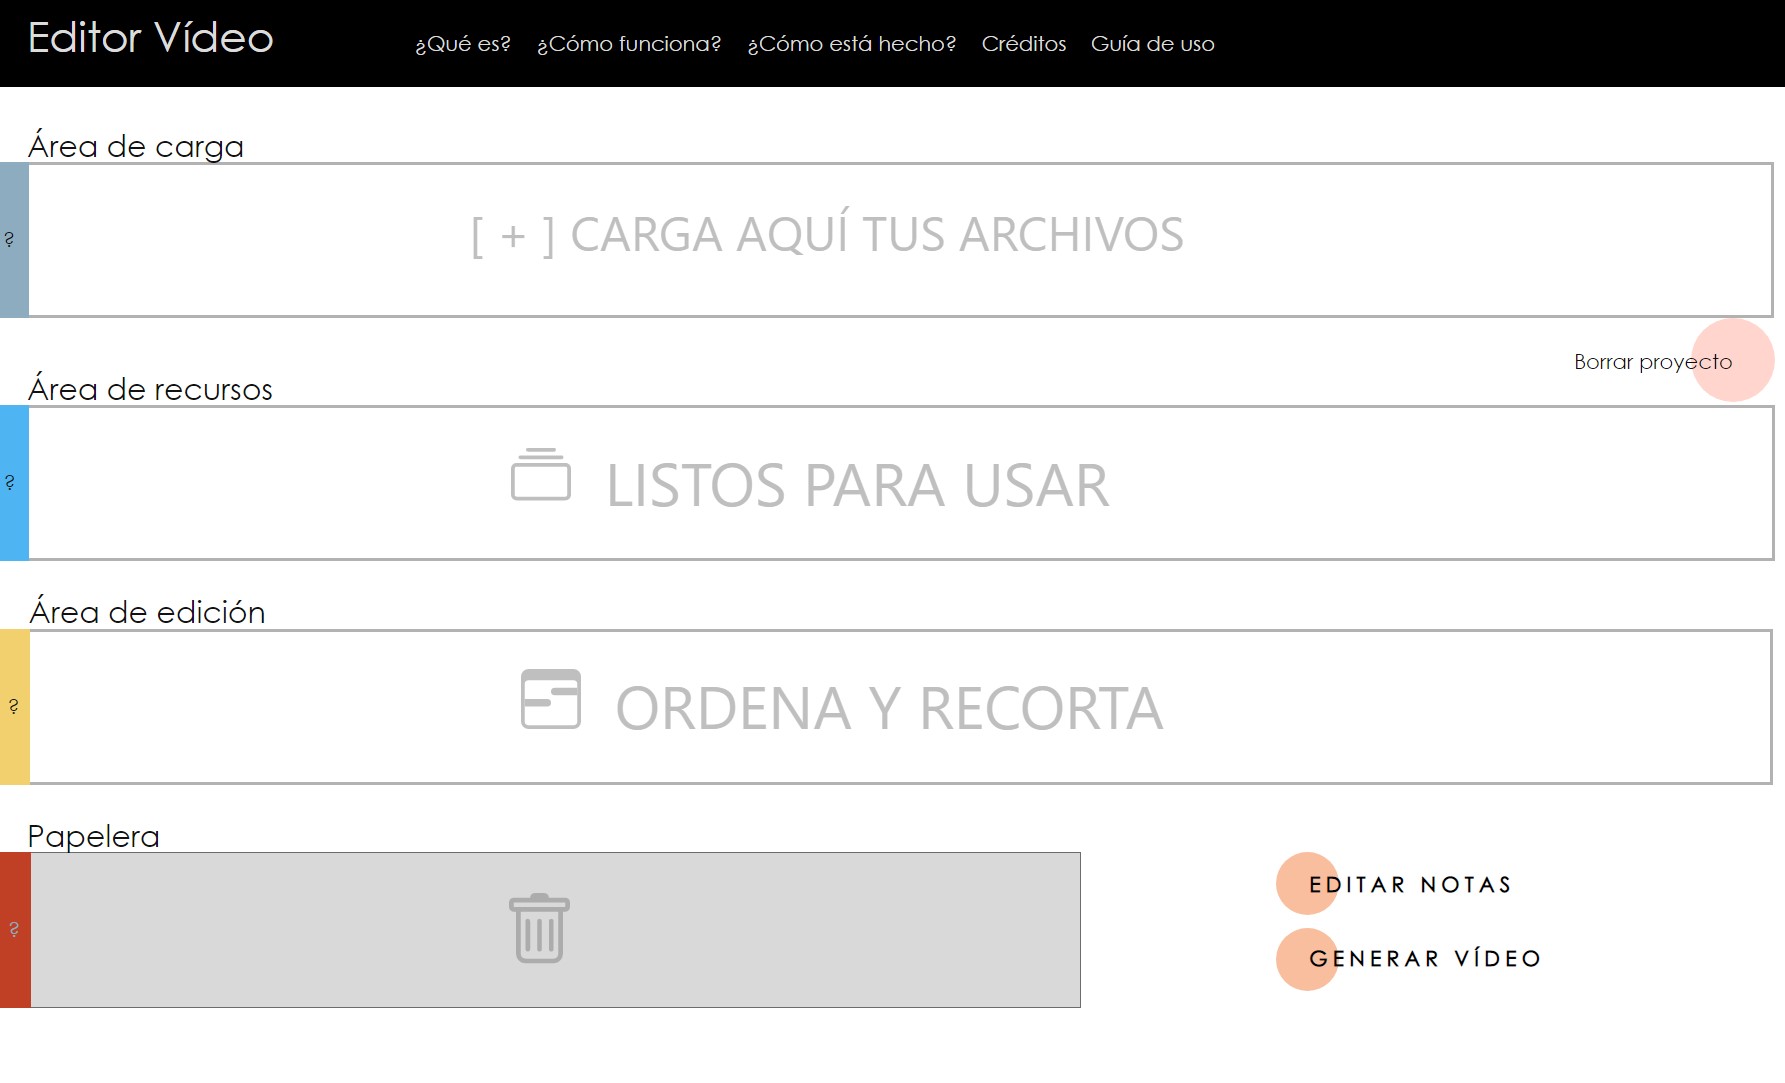 Editor Vídeo
¿Qué es? ¿Cómo funciona? ¿Cómo está hecho? Créditos Guía de uso
Área de carga
?
[ + ] CARGA AQUÍ TUS ARCHIVOS
Borrar proyecto
Área de recursos
?
LISTOS PARA USAR
Área de edición
?
ORDENA Y RECORTA
Papelera
?
EDITAR NOTAS
GENERAR VÍDEO